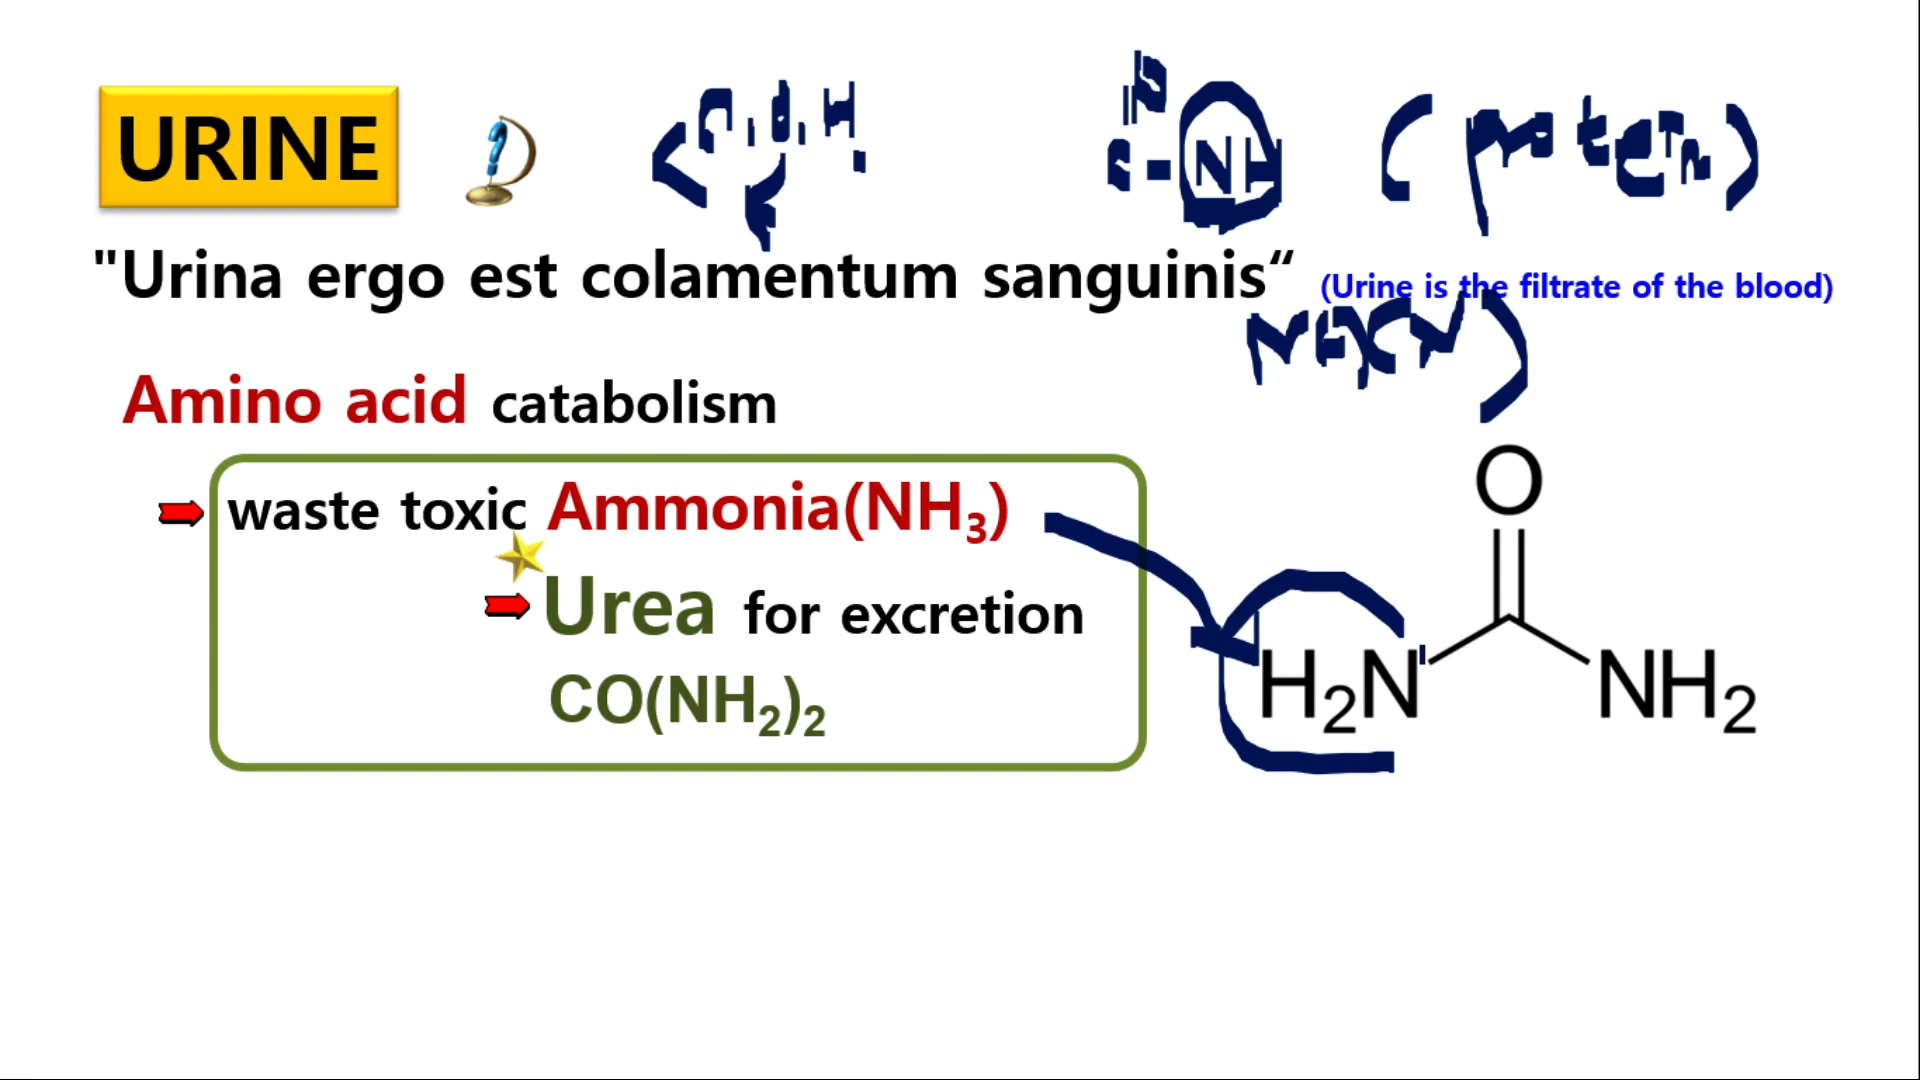 URINE
"Urina ergo est colamentum sanguinis“ (Urine is the filtrate of the blood)
Amino acid catabolism
waste toxic Ammonia(NH3)
Urea for excretion
CO(NH2)2
O
H2N
NH2
C - NH